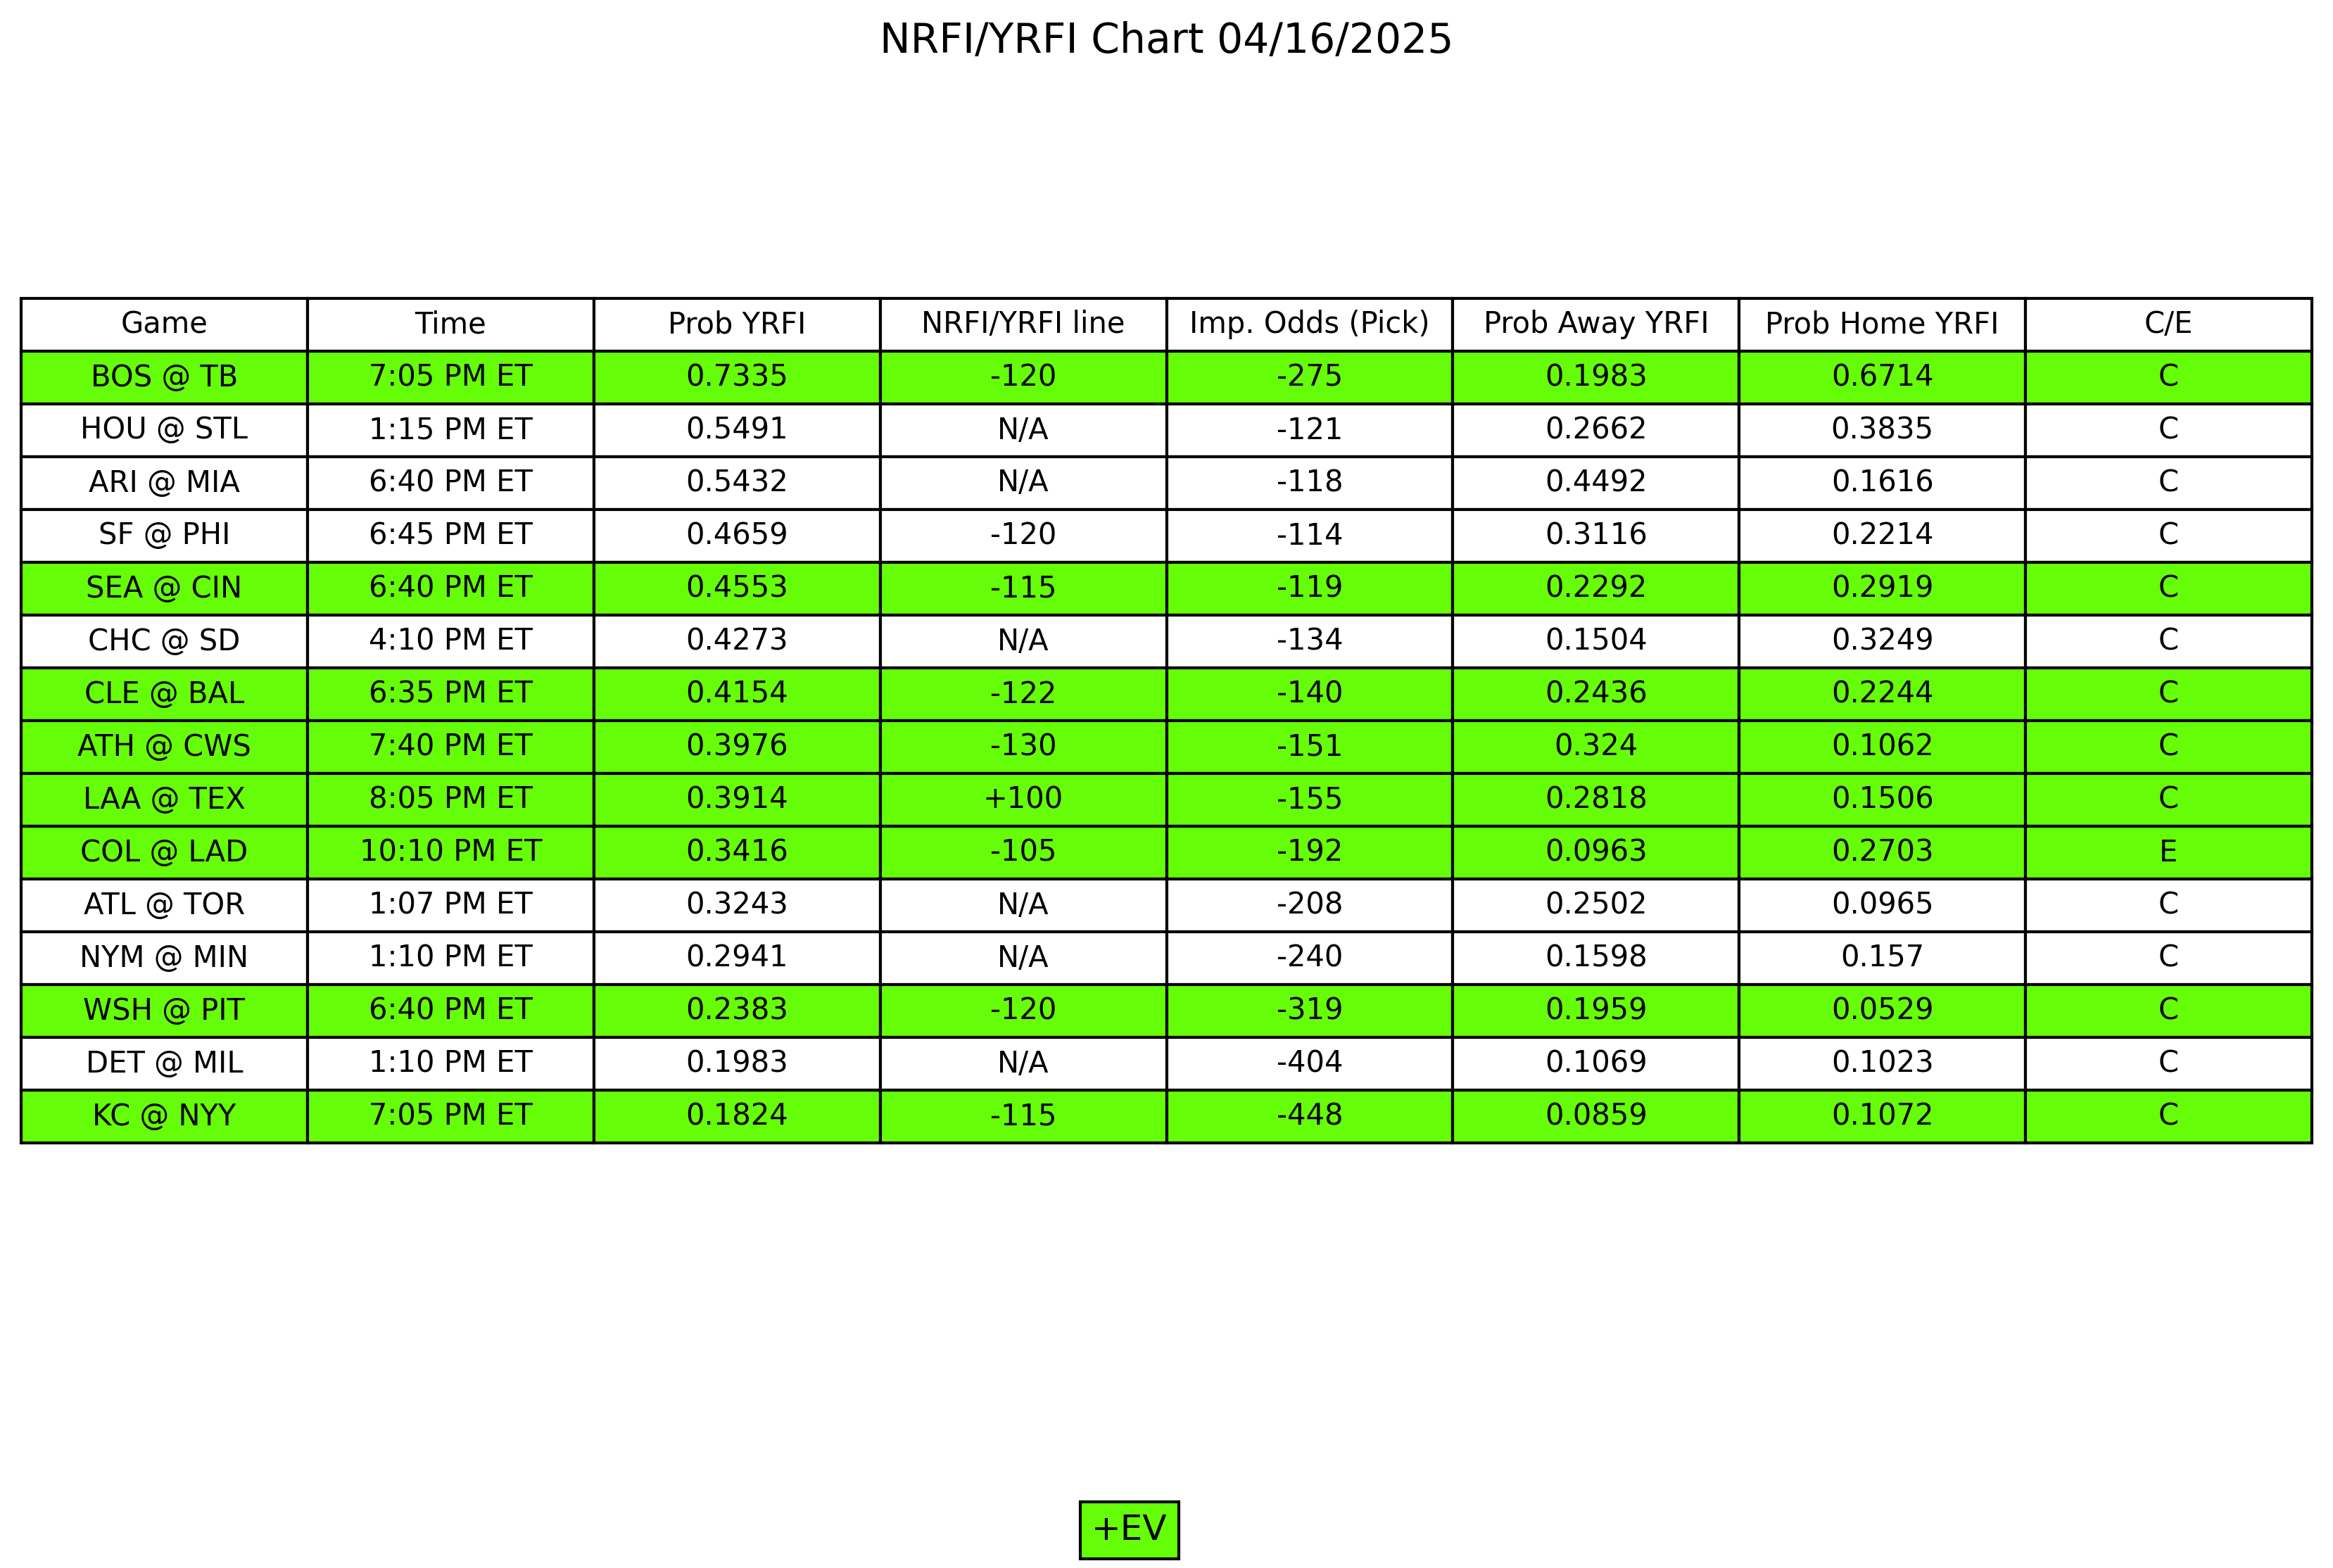 NRFI/YRFI Chart 04/16/2025
Game Time Prob YRFI NRFI/YRFI line Imp. Odds (Pick) Prob Away YRFI Prob Home YRFI C/E
BOS @ TB 7:05 PM ET 0.7335 -120 -275 0.1983 0.6714 C
HOU @ STL 1:15 PM ET 0.5491 N/A -121 0.2662 0.3835 C
ARI @ MIA 6:40 PM ET 0.5432 N/A -118 0.4492 0.1616 C
SF @ PHI 6:45 PM ET 0.4659 -120 -114 0.3116 0.2214 C
SEA @ CIN 6:40 PM ET 0.4553 -115 -119 0.2292 0.2919 C
CHC @ SD 4:10 PM ET 0.4273 N/A -134 0.1504 0.3249 C
CLE @ BAL 6:35 PM ET 0.4154 -122 -140 0.2436 0.2244 C
ATH @ CWS 7:40 PM ET 0.3976 -130 -151 0.324 0.1062 C
LAA @ TEX 8:05 PM ET 0.3914 +100 -155 0.2818 0.1506 C
COL @ LAD 10:10 PM ET 0.3416 -105 -192 0.0963 0.2703 E
ATL @ TOR 1:07 PM ET 0.3243 N/A -208 0.2502 0.0965 C
NYM @ MIN 1:10 PM ET 0.2941 N/A -240 0.1598 0.157 C
WSH @ PIT 6:40 PM ET 0.2383 -120 -319 0.1959 0.0529 C
DET @ MIL 1:10 PM ET 0.1983 N/A -404 0.1069 0.1023 C
KC @ NYY 7:05 PM ET 0.1824 -115 -448 0.0859 0.1072 C
+EV